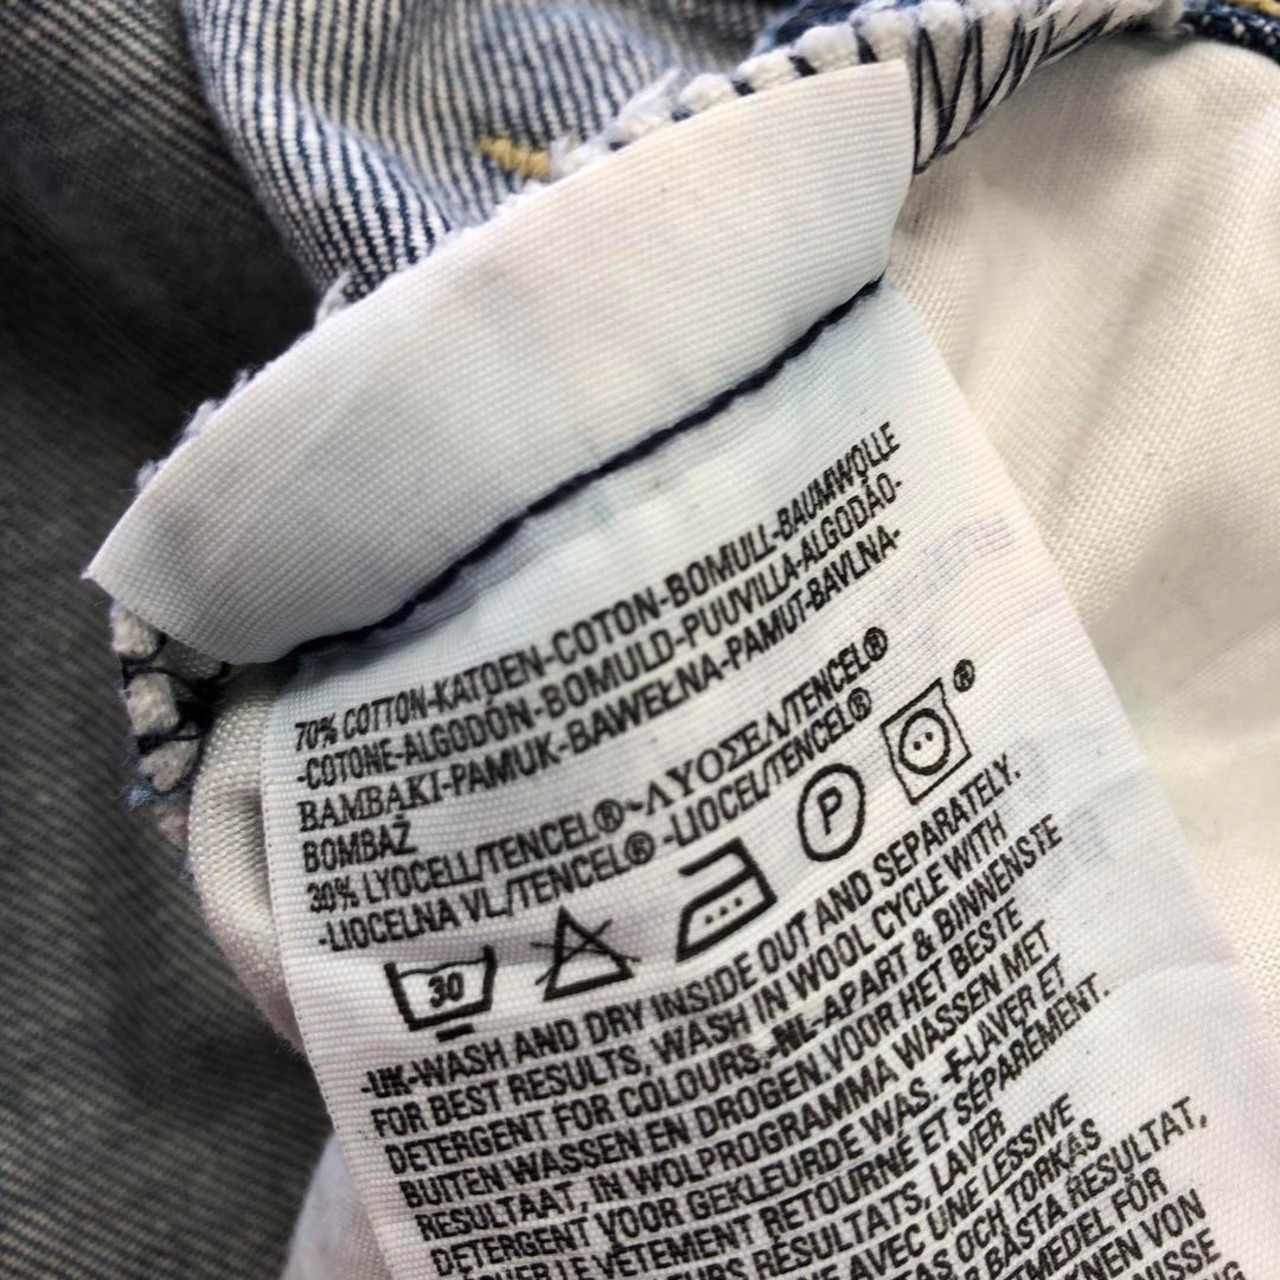 70% COTTON-KATOEN-COTON-BOMULL-BAUMWOLLE
-COTONE-ALGODÓN-BOMULD-PUUVILLA-ALGODÃO-
BAMBAKI-PAMUK-BAWEŁNA-PAMUT-BAVLNA-
BOMBAŽ
30% LYOCELL/TENCEL®-ΛΥΟΣΕΛ/TENCEL®
-LIOCELNA VL/TENCEL® -LIOCEL/TENCEL®
30 P ®
-UK-WASH AND DRY INSIDE OUT AND SEPARATELY.
FOR BEST RESULTS, WASH IN WOOL CYCLE WITH
DETERGENT FOR COLOURS.-NL-APART & BINNENSTE
BUITEN WASSEN EN DROGEN.VOOR HET BESTE
RESULTAAT, IN WOLPROGRAMMA WASSEN MET
DETERGENT VOOR GEKLEURDE WAS. -F-LAVER ET
LE VÊTEMENT RETOURNÉ ET SÉPARÉMENT.
RÉSULTATS, LAVER
AVEC UNE LESSIVE
OCH TORKAS
BÄSTA RESULTAT,
FÖR
VON